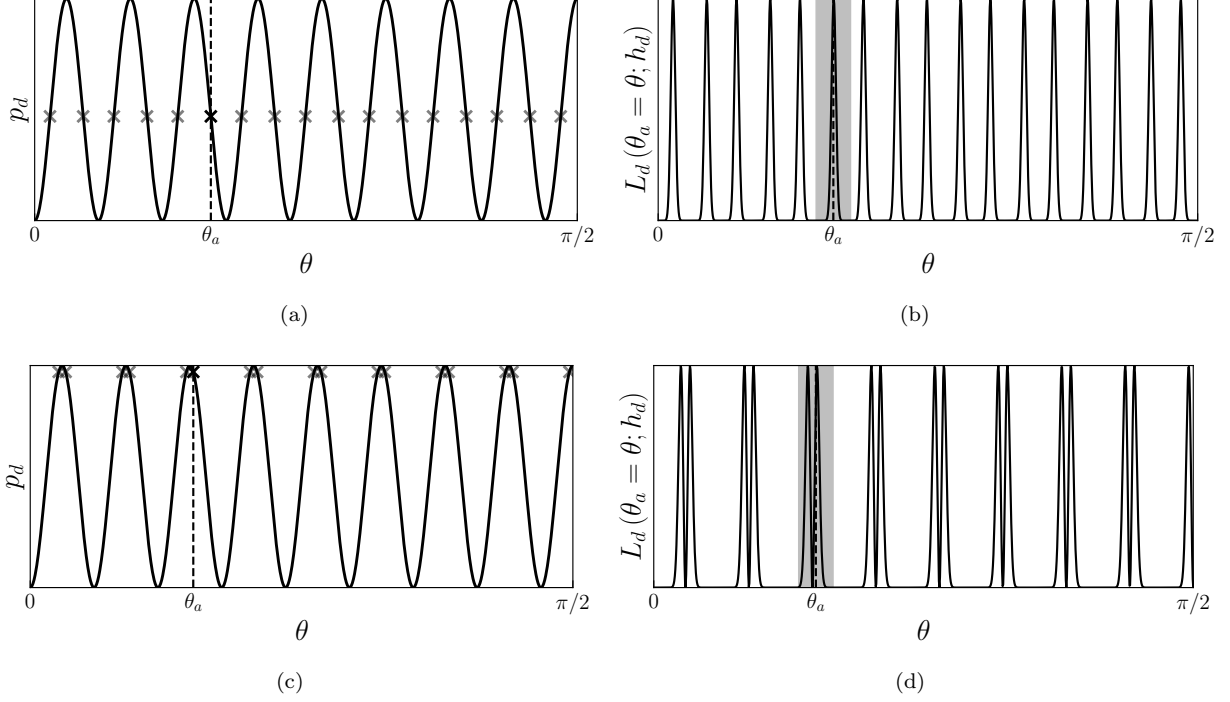 p_d
0 θ_a π/2
θ
(a)
L_d(θ_a = θ; h_d)
0 θ_a π/2
θ
(b)
p_d
0 θ_a π/2
θ
(c)
L_d(θ_a = θ; h_d)
0 θ_a π/2
θ
(d)